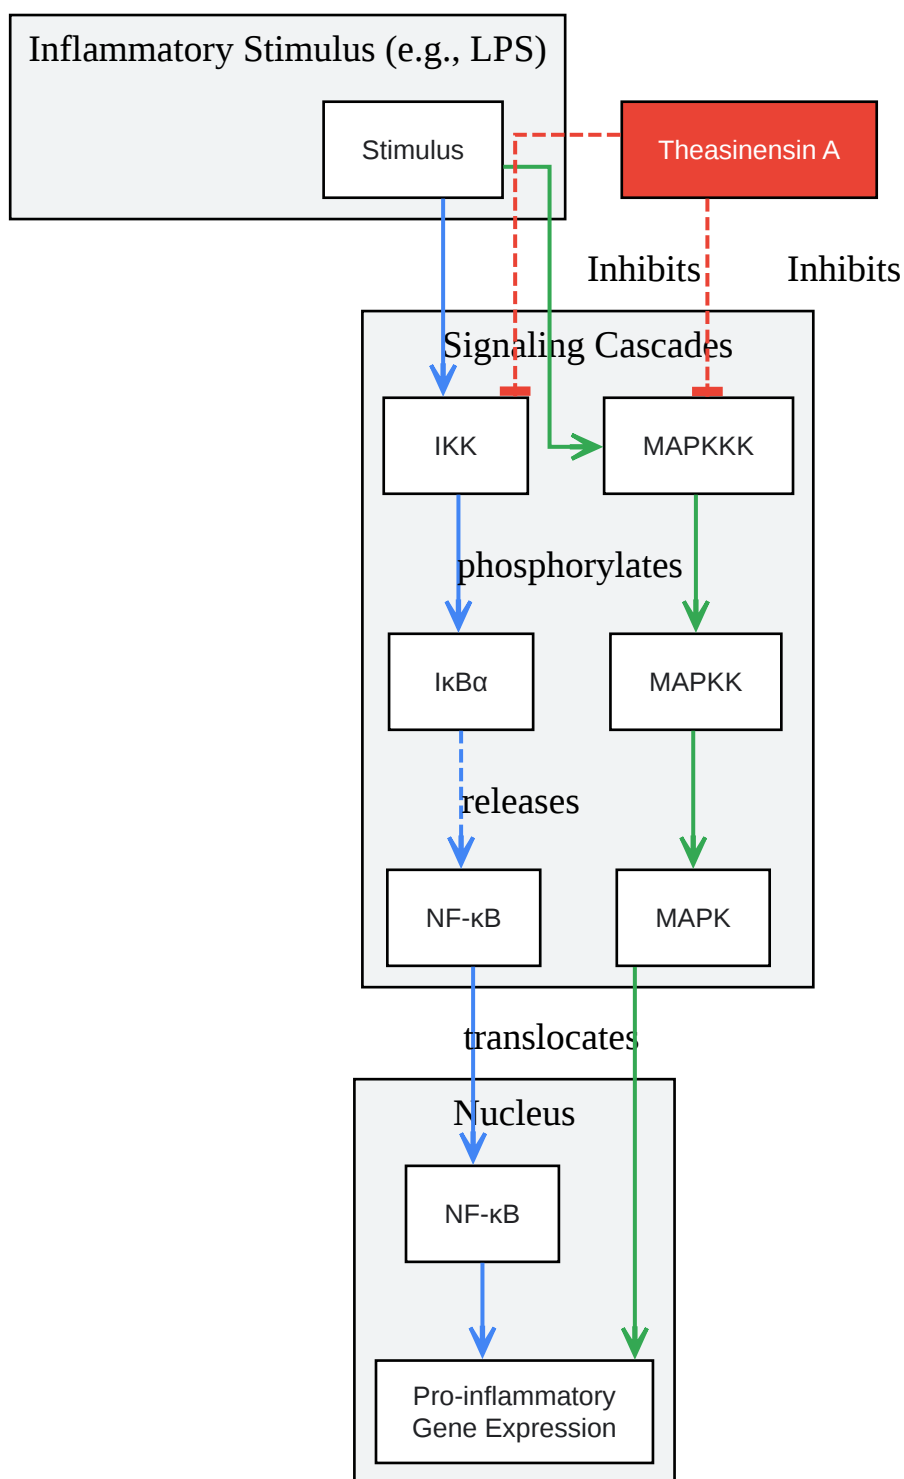 Inflammatory Stimulus (e.g., LPS)
Stimulus
Theasinensin A
Inhibits
Inhibits
Signaling Cascades
IKK
MAPKKK
phosphorylates
IκBα
MAPKK
releases
NF-κB
MAPK
translocates
Nucleus
NF-κB
Pro-inflammatory
Gene Expression